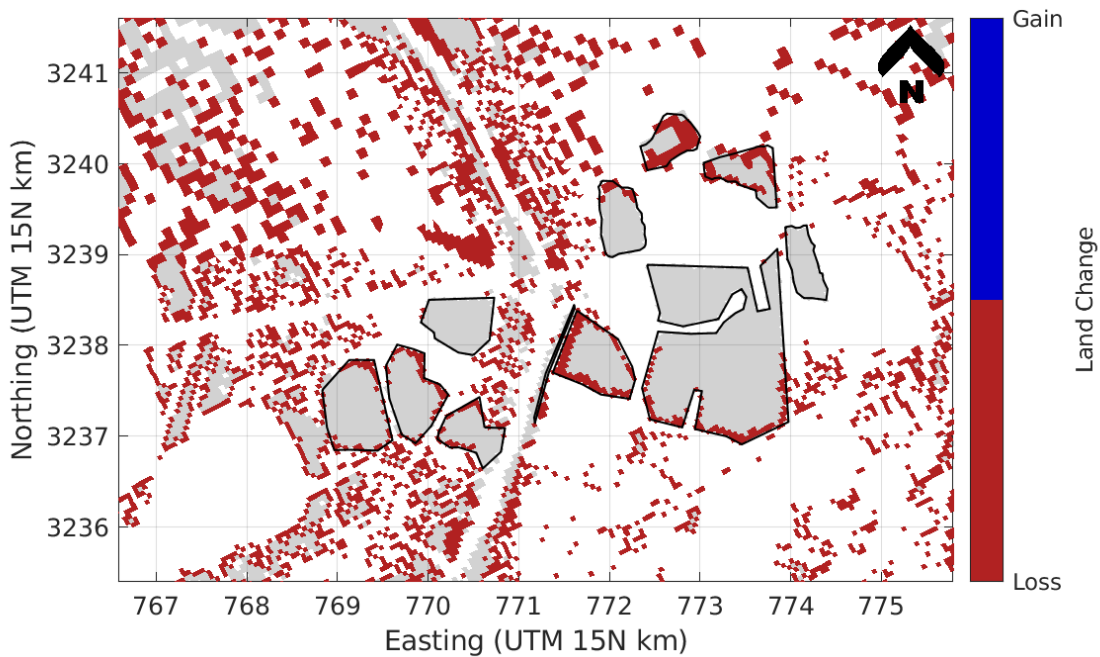 Gain
3241
N
3240
3239
3238
3237
3236
Northing (UTM 15N km)
Land Change
Loss
767 768 769 770 771 772 773 774 775
Easting (UTM 15N km)